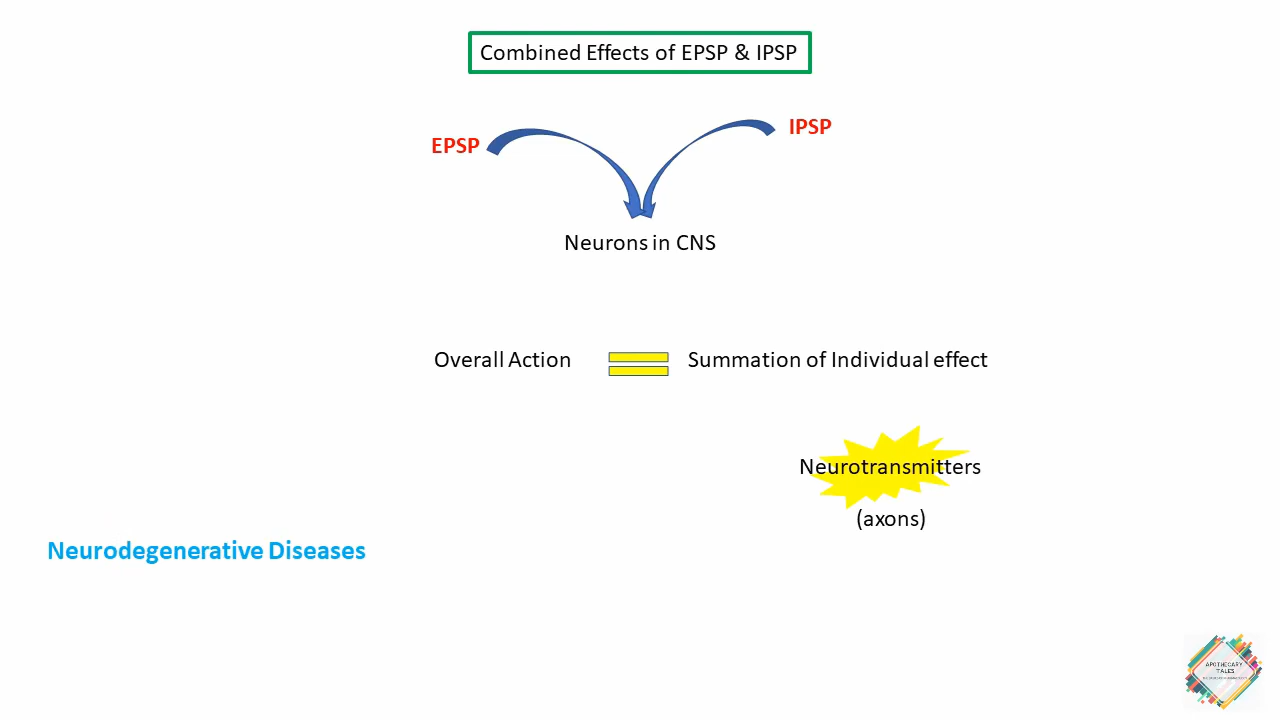 Combined Effects of EPSP & IPSP
EPSP
IPSP
Neurons in CNS
Overall Action
Summation of Individual effect
Neurotransmitters
(axons)
Neurodegenerative Diseases
APOTHECARY
TALES